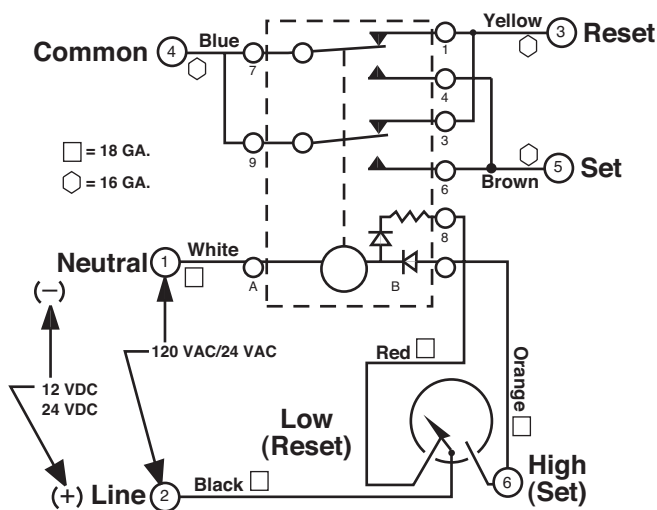 Common
4
Blue
7
1
Yellow
3
Reset
4
= 18 GA.
9
3
= 16 GA.
6
Brown
5
Set
8
Neutral
1
White
A
B
(–)
120 VAC/24 VAC
Red
Orange
12 VDC
24 VDC
Low
(Reset)
(+)
Line
2
Black
6
High
(Set)